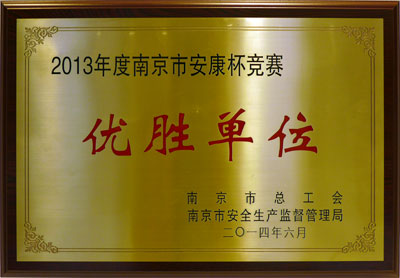 2013年度南京市安康杯竞赛
优胜单位
南京市总工会
南京市安全生产监督管理局
二〇一四年六月